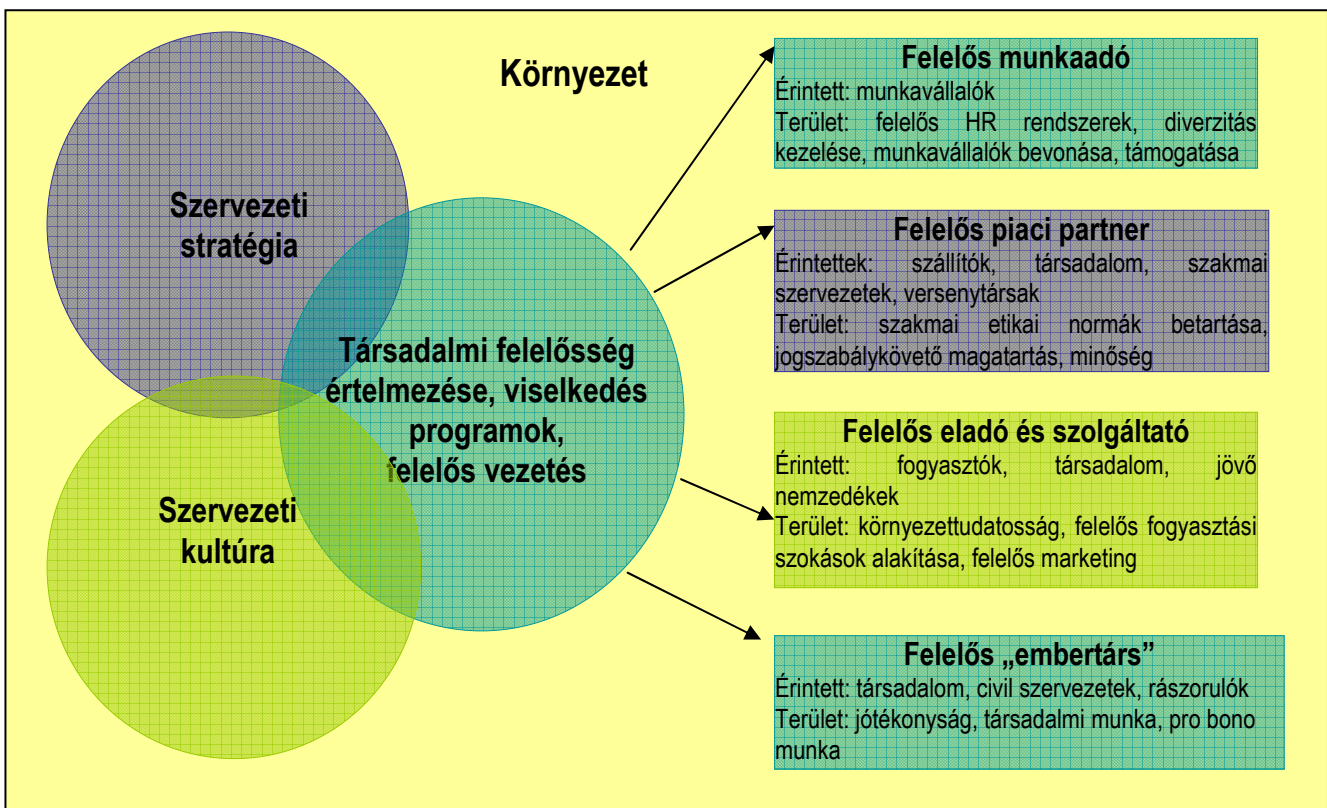 Környezet
Szervezeti
stratégia
Társadalmi felelősség
értelmezése, viselkedés
programok,
felelős vezetés
Szervezeti
kultúra
Felelős munkaadó
Érintett: munkavállalók
Terület: felelős HR rendszerek, diverzitás
kezelése, munkavállalók bevonása, támogatása
Felelős piaci partner
Érintettek: szállítók, társadalom, szakmai
szervezetek, versenytársak
Terület: szakmai etikai normák betartása,
jogszabálykövető magatartás, minőség
Felelős eladó és szolgáltató
Érintett: fogyasztók, társadalom, jövő
nemzedékek
Terület: környezettudatosság, felelős fogyasztási
szokások alakítása, felelős marketing
Felelős „embertárs”
Érintett: társadalom, civil szervezetek, rászorulók
Terület: jótékonyság, társadalmi munka, pro bono
munka